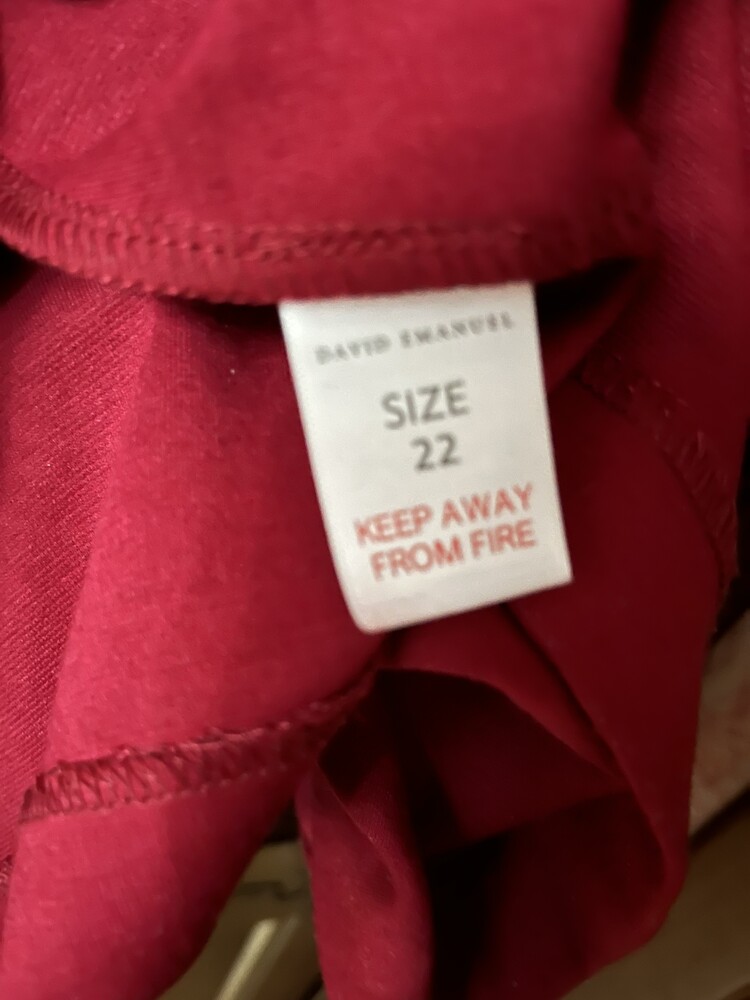 DAVID EMANUEL
SIZE
22
KEEP AWAY
FROM FIRE